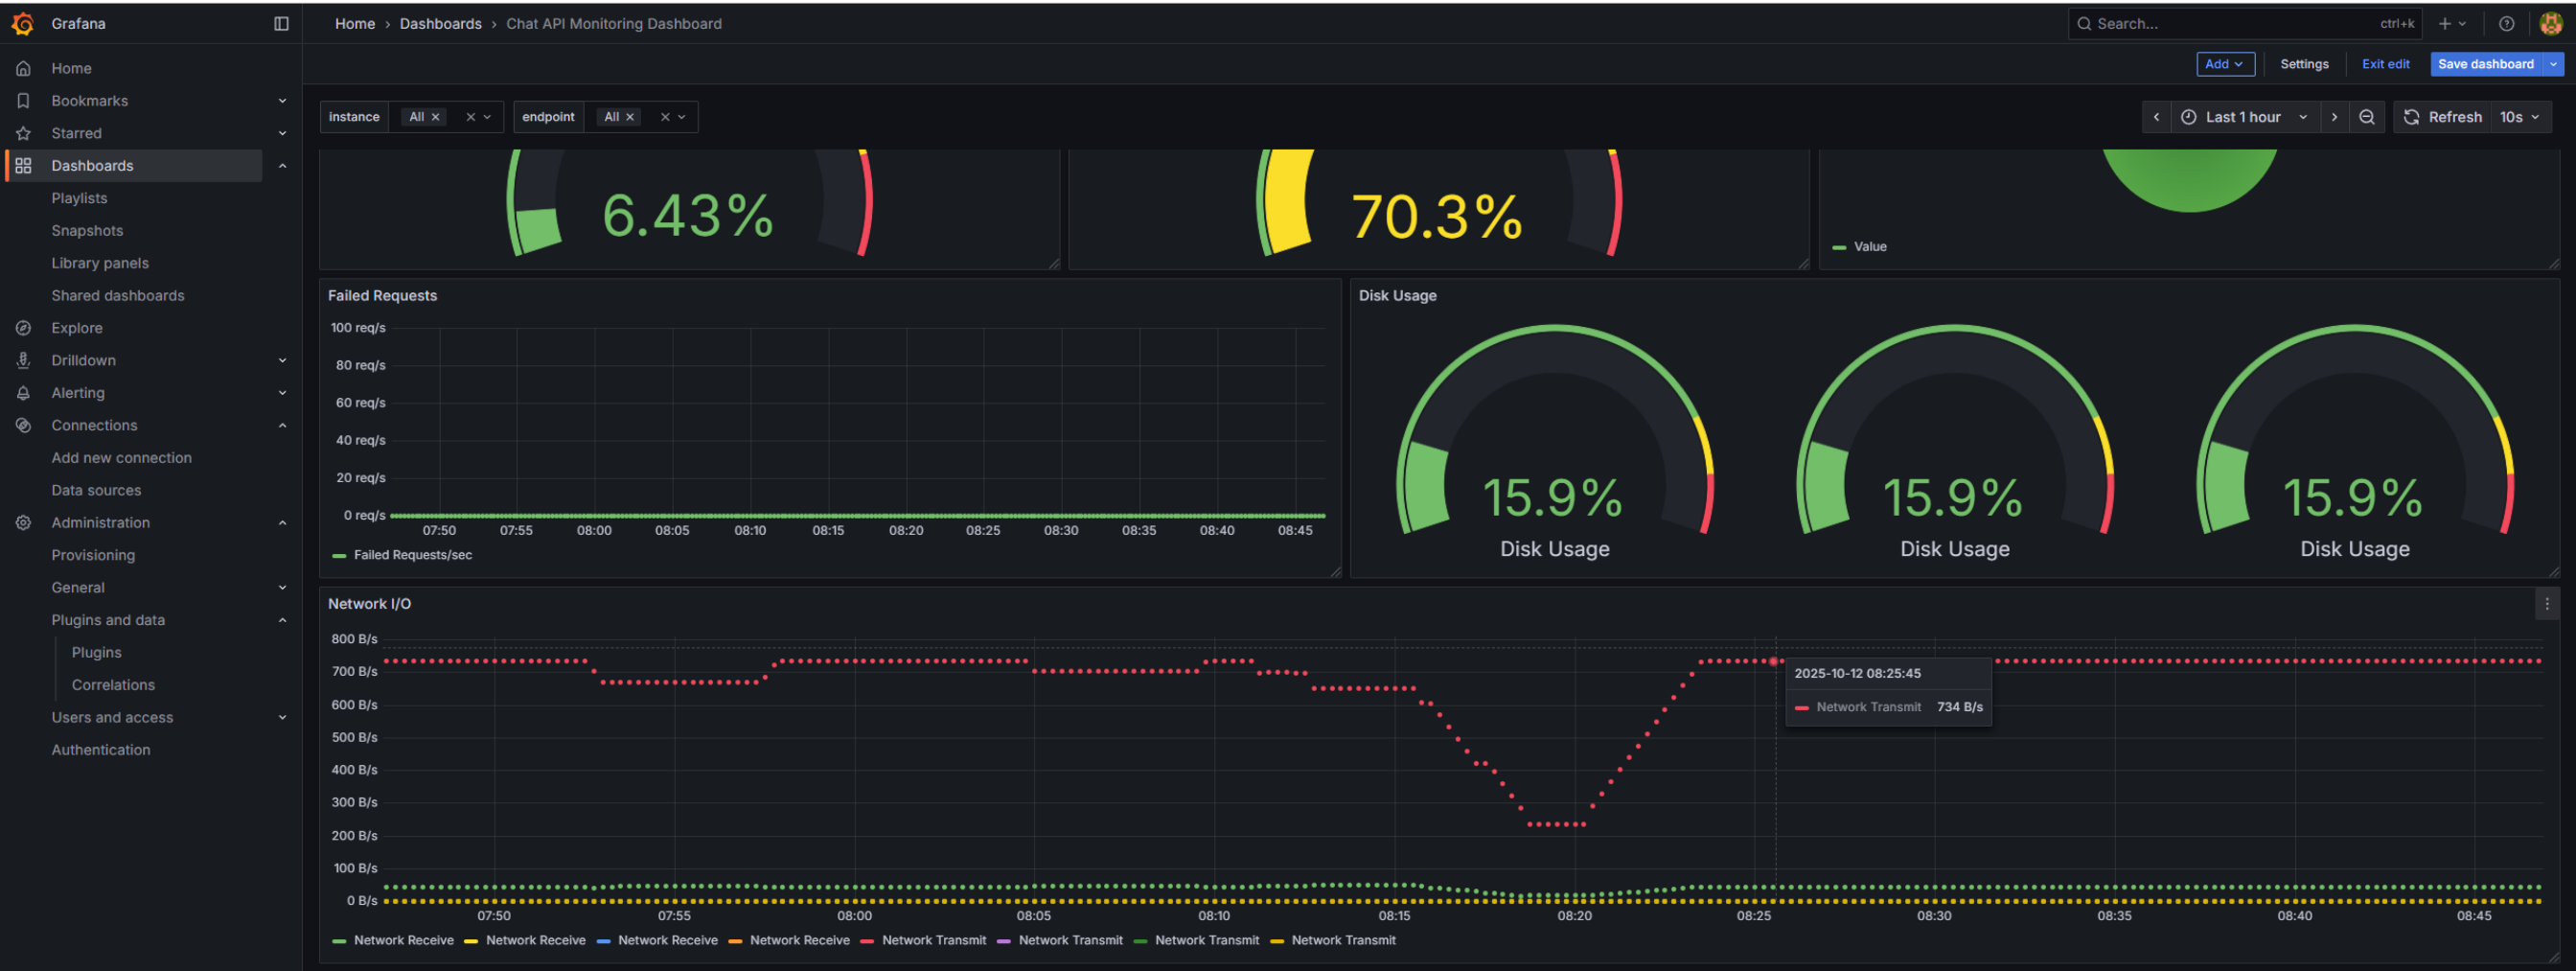 Grafana
Home › Dashboards › Chat API Monitoring Dashboard
Search...
ctrl+k
Add
Settings
Exit edit
Save dashboard
Home
Bookmarks
Starred
Dashboards
Playlists
Snapshots
Library panels
Shared dashboards
Explore
Drilldown
Alerting
Connections
Add new connection
Data sources
Administration
Provisioning
General
Plugins and data
Plugins
Correlations
Users and access
Authentication
instance All
endpoint All
Last 1 hour
Refresh 10s
6.43%
70.3%
Value
Failed Requests
100 req/s
80 req/s
60 req/s
40 req/s
20 req/s
0 req/s
07:50 07:55 08:00 08:05 08:10 08:15 08:20 08:25 08:30 08:35 08:40 08:45
Failed Requests/sec
Disk Usage
15.9% 15.9% 15.9%
Disk Usage Disk Usage Disk Usage
Network I/O
800 B/s
700 B/s
600 B/s
500 B/s
400 B/s
300 B/s
200 B/s
100 B/s
0 B/s
2025-10-12 08:25:45
Network Transmit 734 B/s
07:50 07:55 08:00 08:05 08:10 08:15 08:20 08:25 08:30 08:35 08:40 08:45
Network Receive Network Receive Network Receive Network Receive Network Transmit Network Transmit Network Transmit Network Transmit